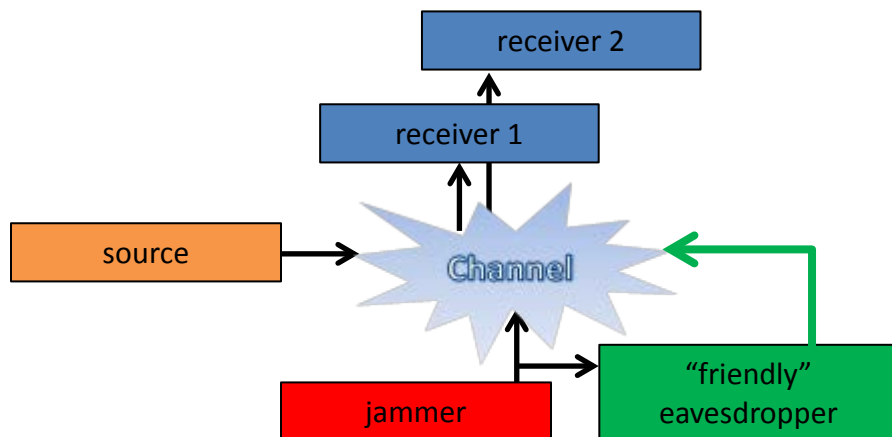 receiver 2
receiver 1
source
Channel
“friendly”
eavesdropper
jammer